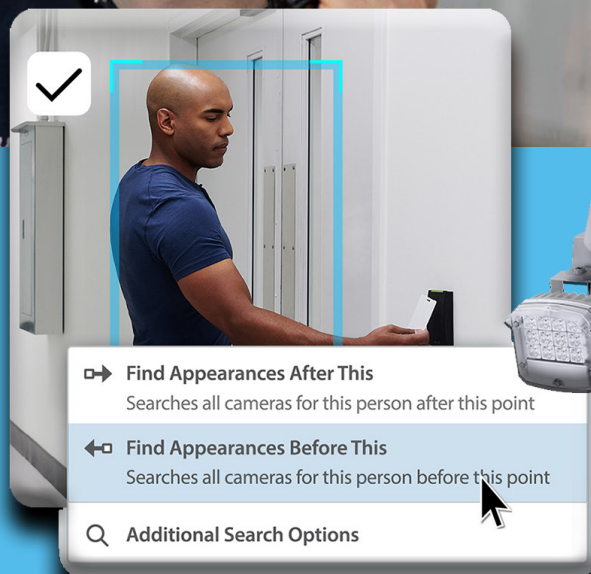 Find Appearances After This
Searches all cameras for this person after this point
Find Appearances Before This
Searches all cameras for this person before this point
Additional Search Options